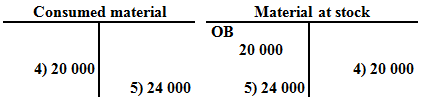 Consumed material Material at stock
OB
20 000
4) 20 000 4) 20 000
5) 24 000 5) 24 000